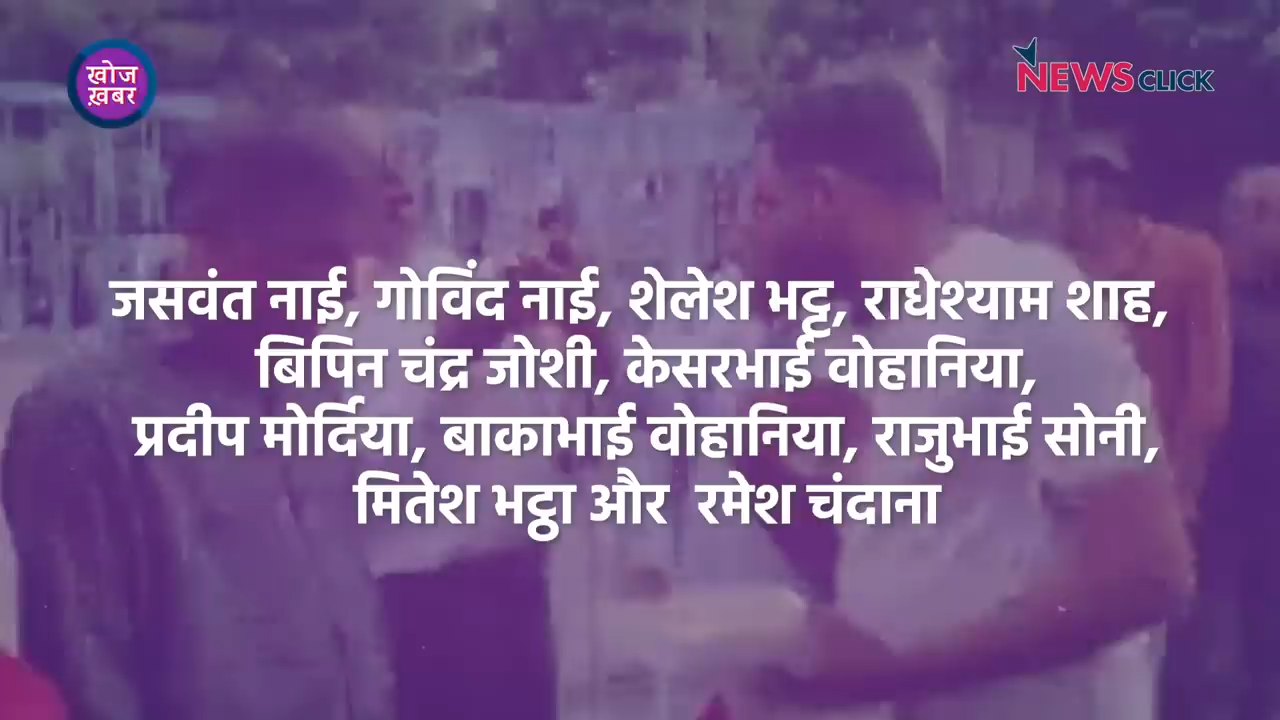 खोज
ख़बर
NEWSCLICK
जसवंत नाई, गोविंद नाई, शेलेश भट्ट, राधेश्याम शाह,
बिपिन चंद्र जोशी, केसरभाई वोहानिया,
प्रदीप मोर्दिया, बाकाभाई वोहानिया, राजुभाई सोनी,
मितेश भट्ठा और रमेश चंदाना